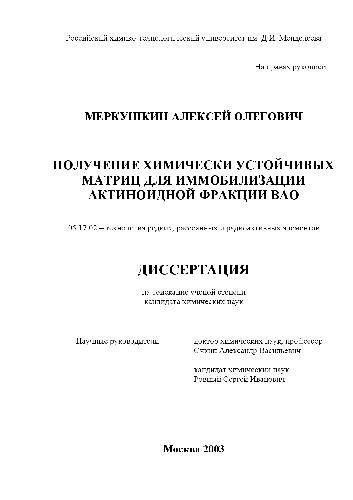 Российский химико-технологический университет им. Д.И. Менделеева
На правах рукописи
МЕРКУШКИН АЛЕКСЕЙ ОЛЕГОВИЧ
ПОЛУЧЕНИЕ ХИМИЧЕСКИ УСТОЙЧИВЫХ
МАТРИЦ ДЛЯ ИММОБИЛИЗАЦИИ
АКТИНОИДНОЙ ФРАКЦИИ ВАО
05.17.02 – технология редких, рассеянных и радиоактивных элементов
ДИССЕРТАЦИЯ
на соискание ученой степени
кандидата химических наук
Научные руководители
доктор химических наук, профессор
Очкин Александр Васильевич
кандидат химических наук
Ровный Сергей Иванович
Москва 2003